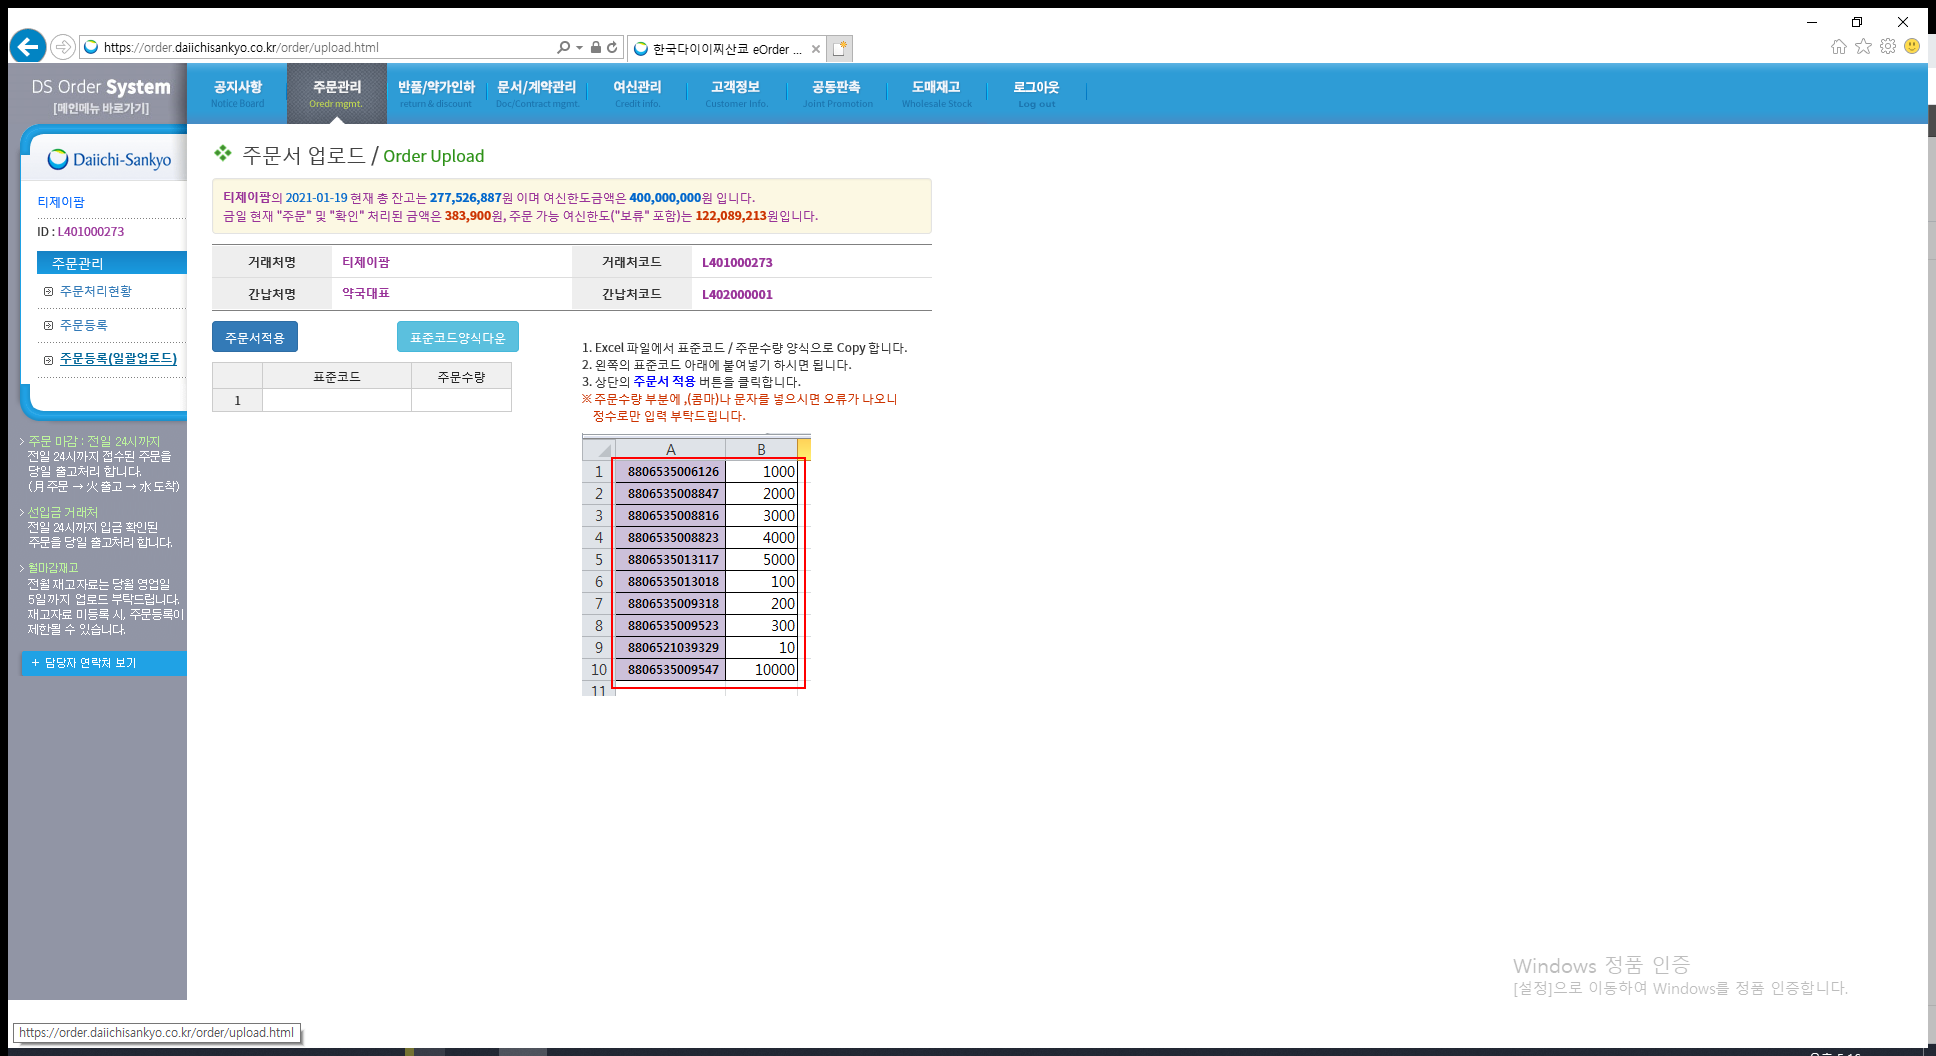 https://order.daiichisankyo.co.kr/order/upload.html
한국다이이찌산쿄 eOrder ...
DS Order System
[메인메뉴 바로가기]
공지사항
Notice Board
주문관리
Oredr mgmt.
반품/약가인하
return & discount
문서/계약관리
Doc/Contract mgmt.
여신관리
Credit info.
고객정보
Customer Info.
공동판촉
Joint Promotion
도매재고
Wholesale Stock
로그아웃
Log out
Daiichi-Sankyo
티제이팜
ID : L401000273
주문관리
주문처리현황
주문등록
주문등록(일괄업로드)
> 주문 마감 : 전일 24시까지
전일 24시까지 접수된 주문을
당일 출고처리 합니다.
(月 주문 → 火 출고 → 水 도착)
> 선입금 거래처
전일 24시까지 입금 확인된
주문을 당일 출고처리 합니다.
> 월마감재고
전월 재고자료는 당월 영업일
5일까지 업로드 부탁드립니다.
재고자료 미등록 시, 주문등록이
제한될 수 있습니다.
+ 담당자 연락처 보기
주문서 업로드 / Order Upload
티제이팜의 2021-01-19 현재 총 잔고는 277,526,887원 이며 여신한도금액은 400,000,000원 입니다.
금일 현재 "주문" 및 "확인" 처리된 금액은 383,900원, 주문 가능 여신한도("보류" 포함)는 122,089,213원입니다.
거래처명 티제이팜 거래처코드 L401000273
간납처명 약국대표 간납처코드 L402000001
주문서적용 표준코드양식다운
표준코드 주문수량
1
1. Excel 파일에서 표준코드 / 주문수량 양식으로 Copy 합니다.
2. 왼쪽의 표준코드 아래에 붙여넣기 하시면 됩니다.
3. 상단의 주문서 적용 버튼을 클릭합니다.
※ 주문수량 부분에 ,(콤마)나 문자를 넣으시면 오류가 나오니
정수로만 입력 부탁드립니다.
A B
1 8806535006126 1000
2 8806535008847 2000
3 8806535008816 3000
4 8806535008823 4000
5 8806535013117 5000
6 8806535013018 100
7 8806535009318 200
8 8806535009523 300
9 8806521039329 10
10 8806535009547 10000
11
Windows 정품 인증
[설정]으로 이동하여 Windows를 정품 인증합니다.
https://order.daiichisankyo.co.kr/order/upload.html